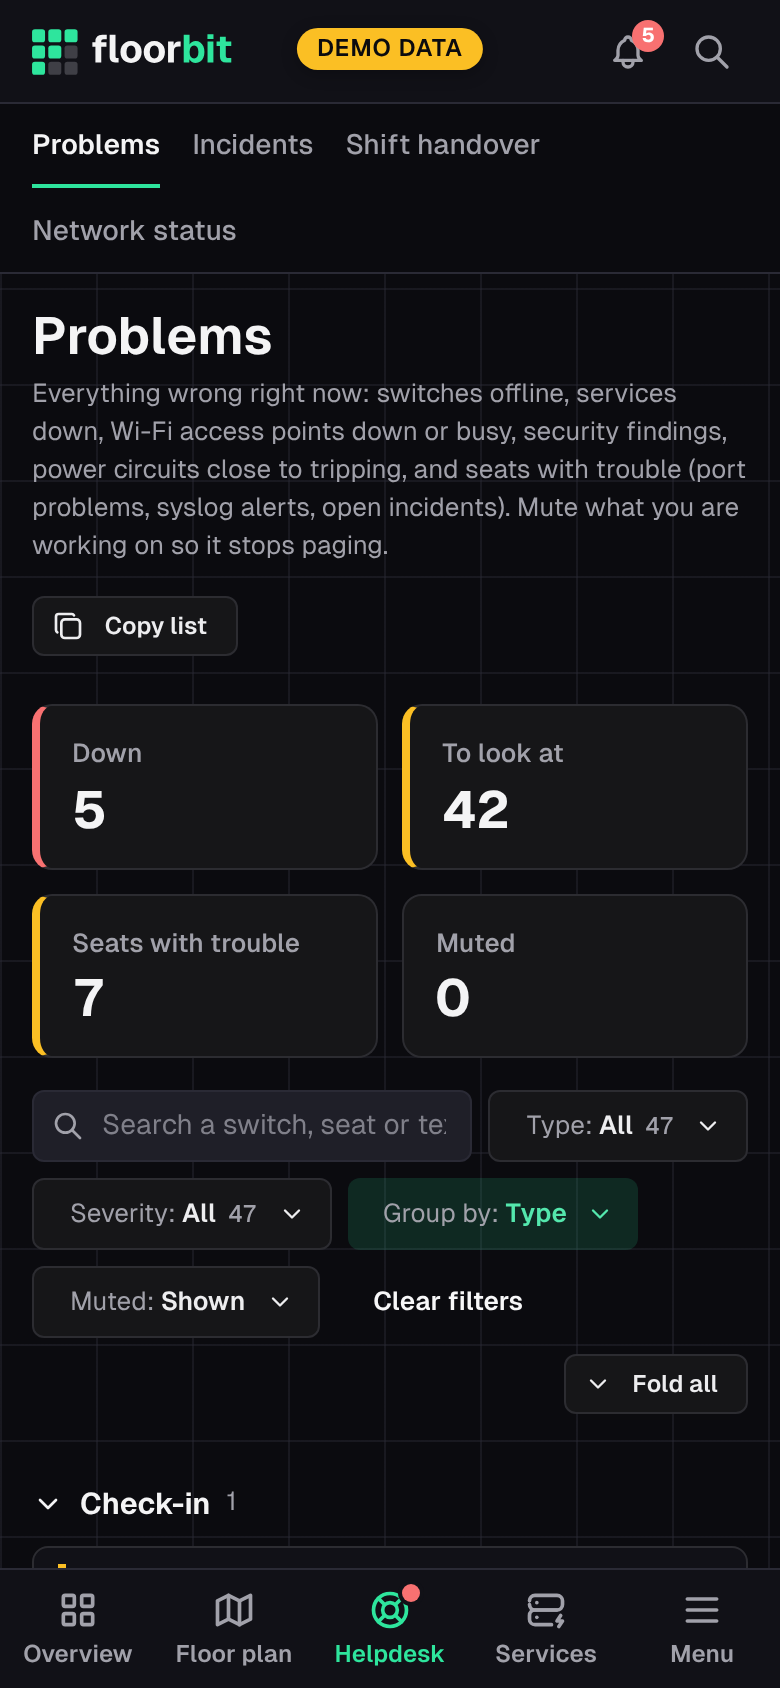 floorbit
DEMO DATA
5
Problems Incidents Shift handover
Network status
Problems
Everything wrong right now: switches offline, services
down, Wi-Fi access points down or busy, security findings,
power circuits close to tripping, and seats with trouble (port
problems, syslog alerts, open incidents). Mute what you are
working on so it stops paging.
Copy list
Down
5
To look at
42
Seats with trouble
7
Muted
0
Search a switch, seat or te
Type: All 47
Severity: All 47
Group by: Type
Muted: Shown
Clear filters
Fold all
Check-in 1
Overview Floor plan Helpdesk Services Menu